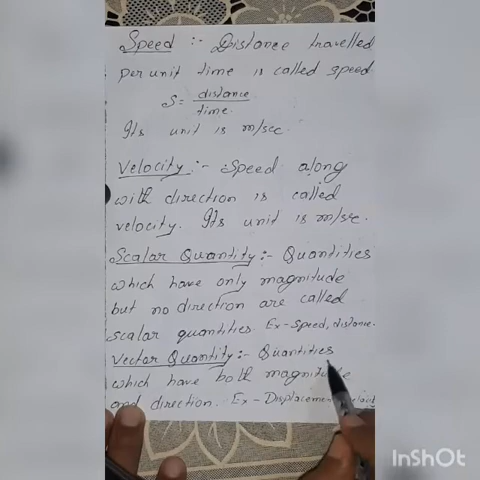 Speed :- Distance travelled
per unit time is called speed
S = distance
time.
Its unit is m/sec.
Velocity :- Speed along
with direction is called
velocity. Its unit is m/sec.
Scalar Quantity :- Quantities
which have only magnitude
but no direction are called
scalar quantities. Ex - Speed, distance.
Vector Quantity :- Quantities
which have both magnitude
and direction. Ex - Displacement
InShOt